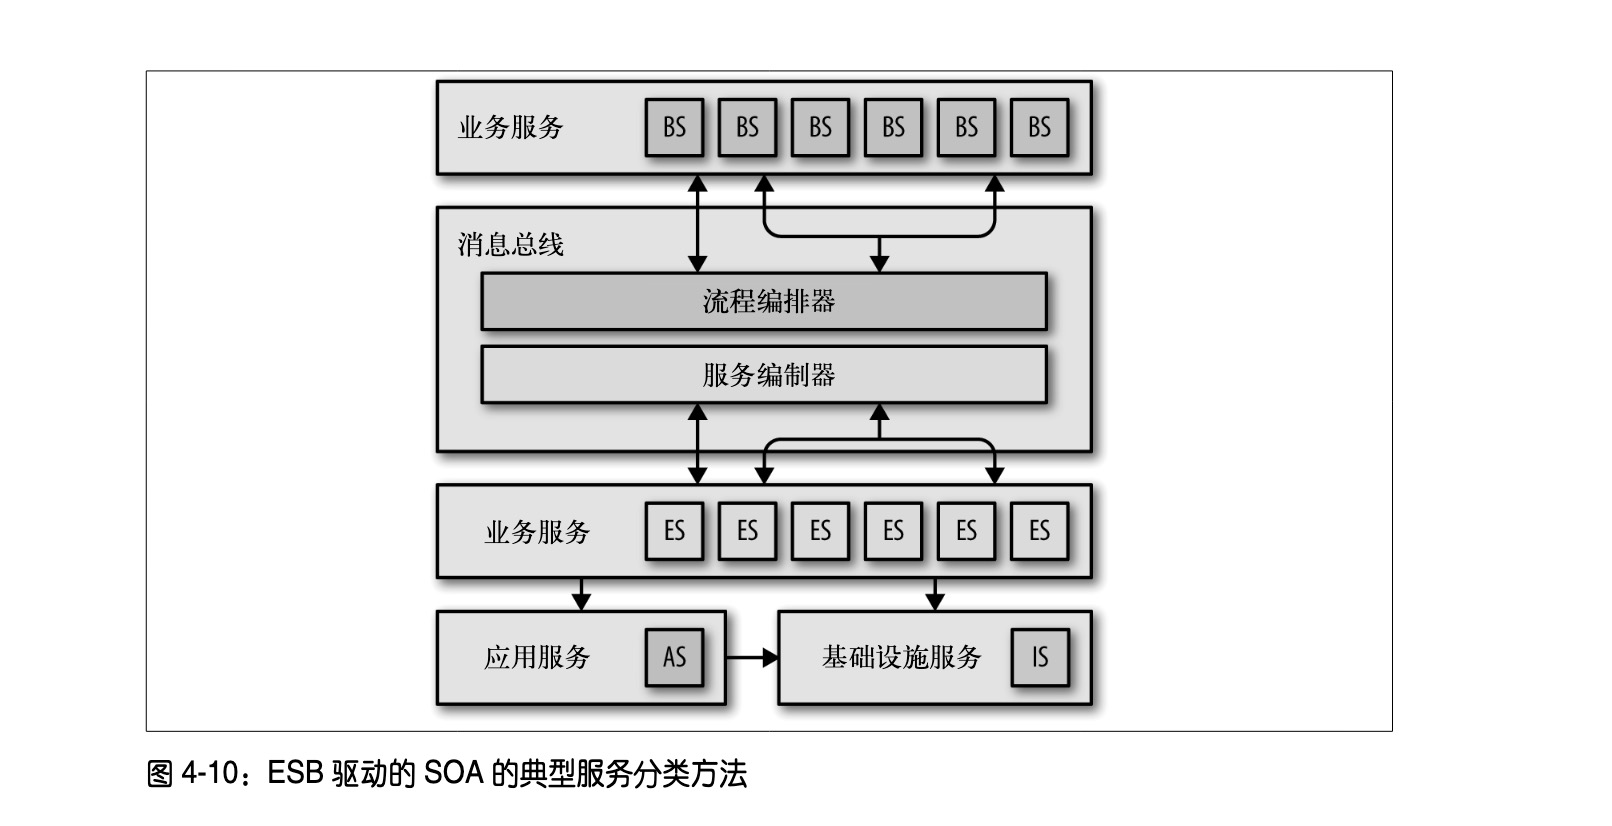 业务服务 BS BS BS BS BS BS
消息总线
流程编排器
服务编制器
业务服务 ES ES ES ES ES ES
应用服务 AS 基础设施服务 IS
图 4-10：ESB 驱动的 SOA 的典型服务分类方法